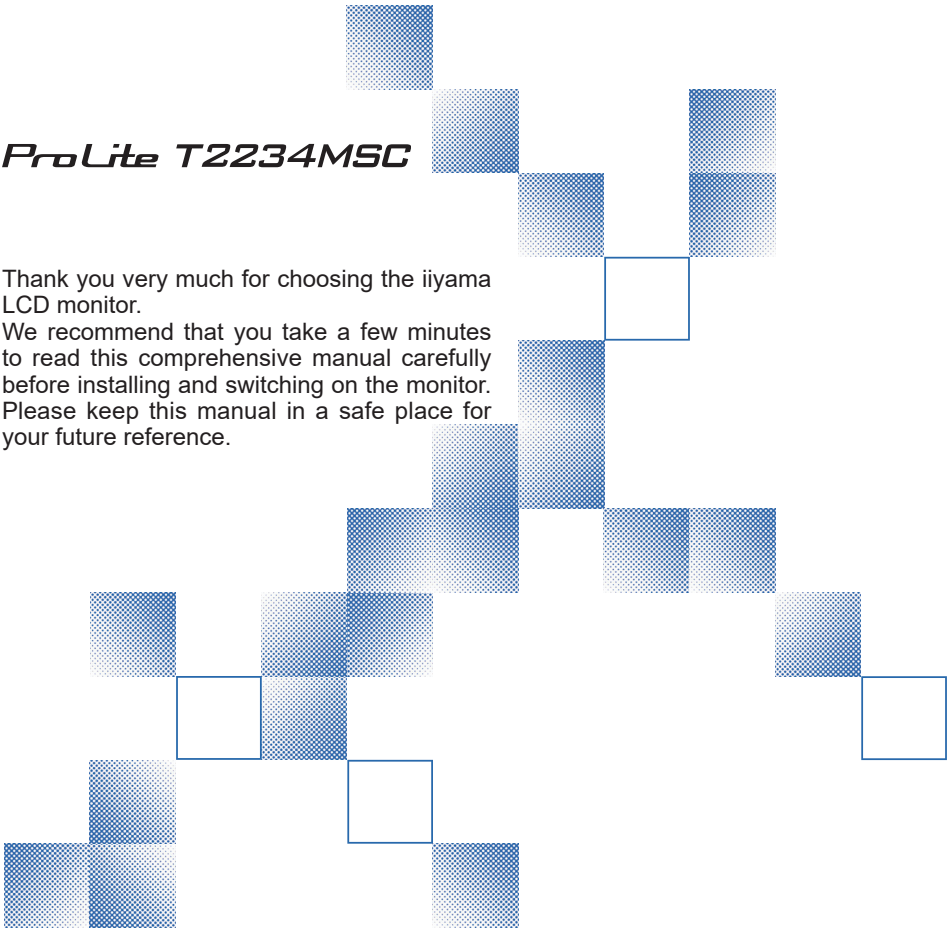 ProLite T2234MSC
Thank you very much for choosing the iiyama
LCD monitor.
We recommend that you take a few minutes
to read this comprehensive manual carefully
before installing and switching on the monitor.
Please keep this manual in a safe place for
your future reference.